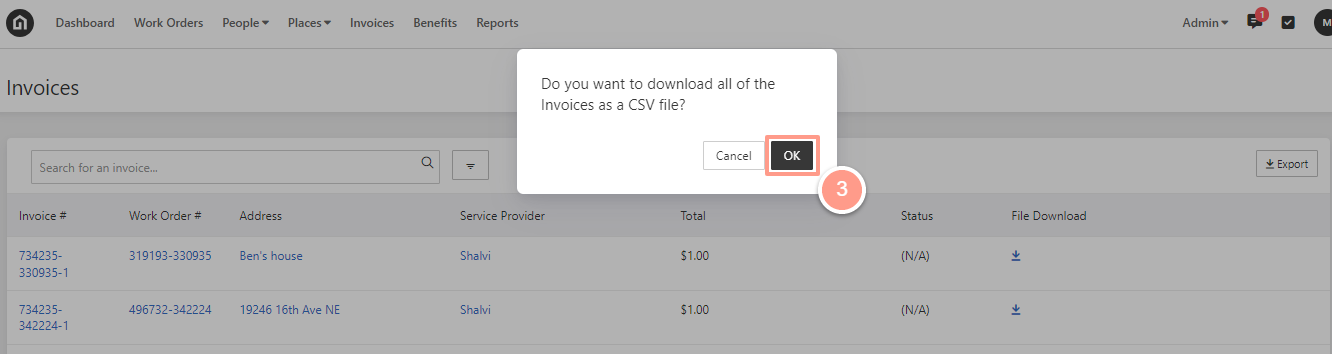 Dashboard Work Orders People Places Invoices Benefits Reports Admin 1 M
Do you want to download all of the
Invoices as a CSV file?
Invoices
Cancel OK
3
Search for an invoice... Export
Invoice # Work Order # Address Service Provider Total Status File Download
734235- 319193-330935 Ben's house Shalvi $1.00 (N/A)
330935-1
734235- 496732-342224 19246 16th Ave NE Shalvi $1.00 (N/A)
342224-1